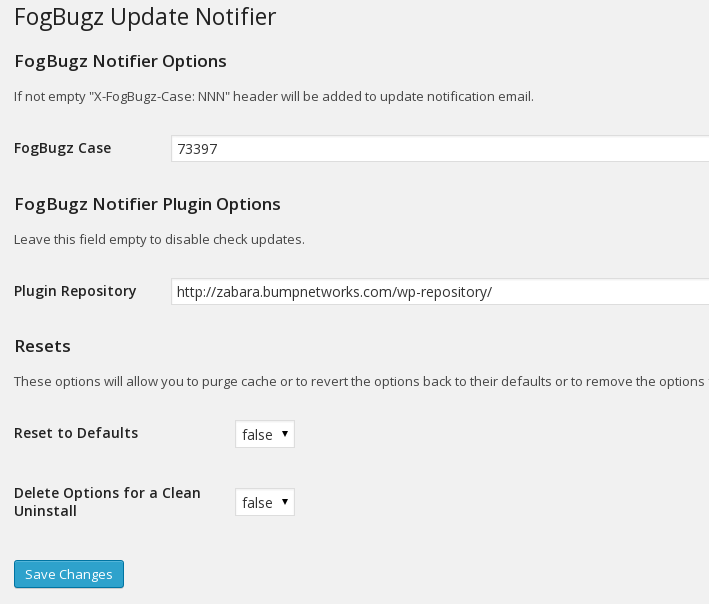 FogBugz Update Notifier
FogBugz Notifier Options
If not empty "X-FogBugz-Case: NNN" header will be added to update notification email.
FogBugz Case
73397
FogBugz Notifier Plugin Options
Leave this field empty to disable check updates.
Plugin Repository
http://zabara.bumpnetworks.com/wp-repository/
Resets
These options will allow you to purge cache or to revert the options back to their defaults or to remove the options
Reset to Defaults
false
Delete Options for a Clean
Uninstall
false
Save Changes